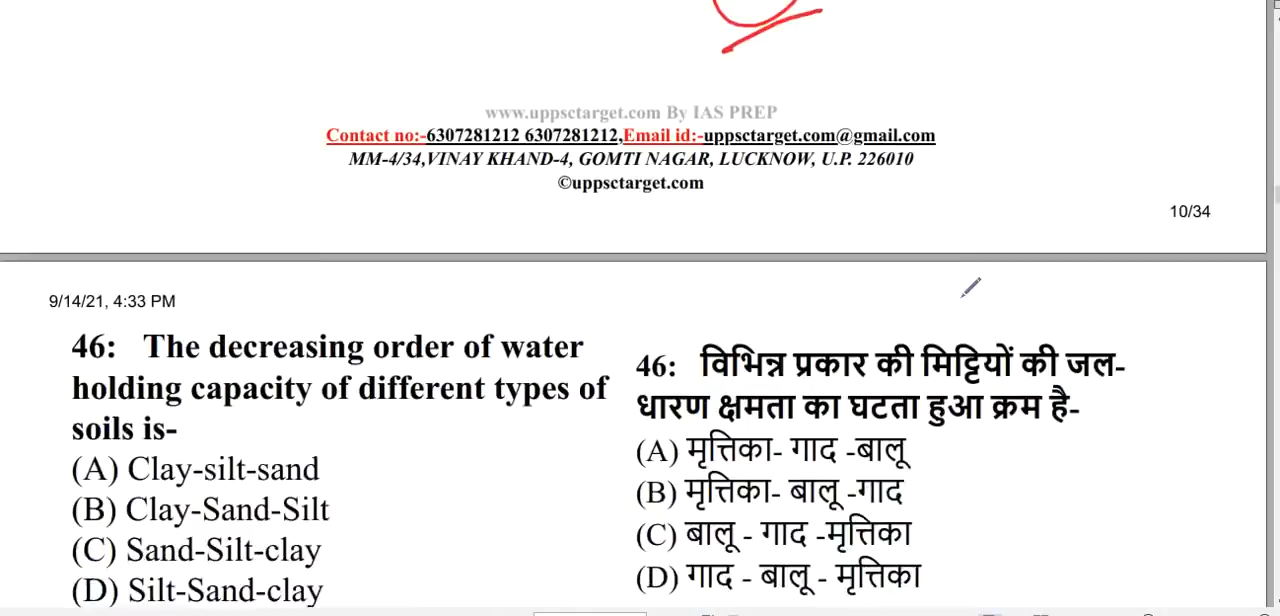 www.uppsctarget.com By IAS PREP
Contact no:-6307281212 6307281212,Email id:-uppsctarget.com@gmail.com
MM-4/34,VINAY KHAND-4, GOMTI NAGAR, LUCKNOW, U.P. 226010
©uppsctarget.com
10/34
9/14/21, 4:33 PM
46: The decreasing order of water
holding capacity of different types of
soils is-
(A) Clay-silt-sand
(B) Clay-Sand-Silt
(C) Sand-Silt-clay
(D) Silt-Sand-clay
46: विभिन्न प्रकार की मिट्टियों की जल-
धारण क्षमता का घटता हुआ क्रम है-
(A) मृत्तिका- गाद -बालू
(B) मृत्तिका- बालू -गाद
(C) बालू - गाद -मृत्तिका
(D) गाद - बालू - मृत्तिका